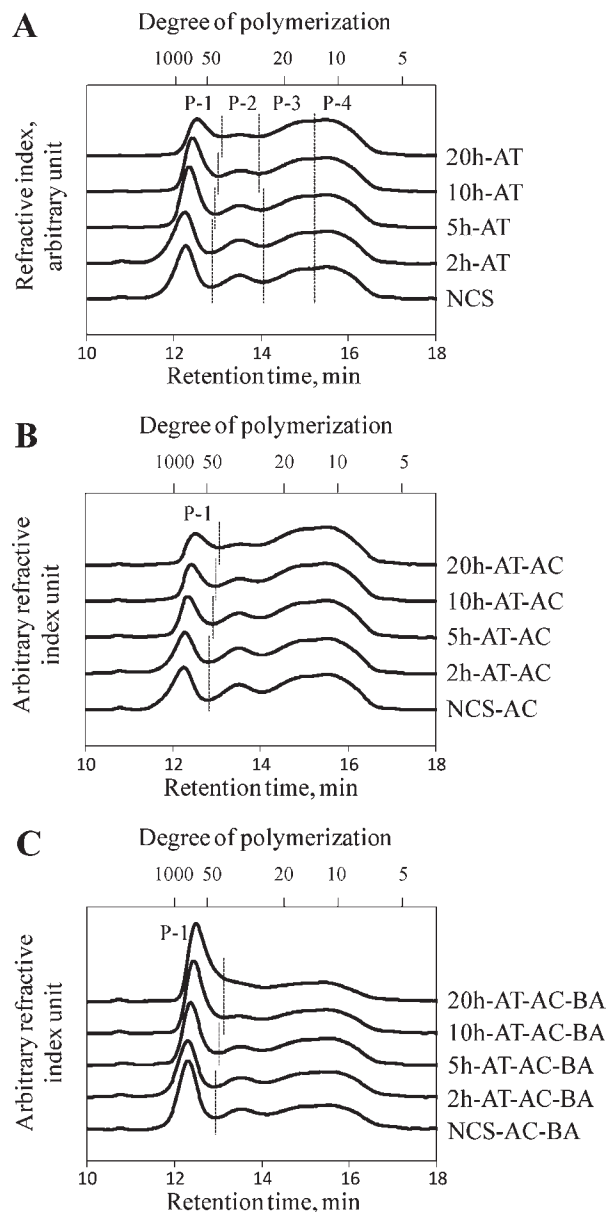 A
Degree of polymerization
1000 50 20 10 5
P-1 P-2 P-3 P-4
Refractive index,
arbitrary unit
20h-AT
10h-AT
5h-AT
2h-AT
NCS
10 12 14 16 18
Retention time, min
B
Degree of polymerization
1000 50 20 10 5
P-1
Arbitrary refractive
index unit
20h-AT-AC
10h-AT-AC
5h-AT-AC
2h-AT-AC
NCS-AC
10 12 14 16 18
Retention time, min
C
Degree of polymerization
1000 50 20 10 5
P-1
Arbitrary refractive
index unit
20h-AT-AC-BA
10h-AT-AC-BA
5h-AT-AC-BA
2h-AT-AC-BA
NCS-AC-BA
10 12 14 16 18
Retention time, min